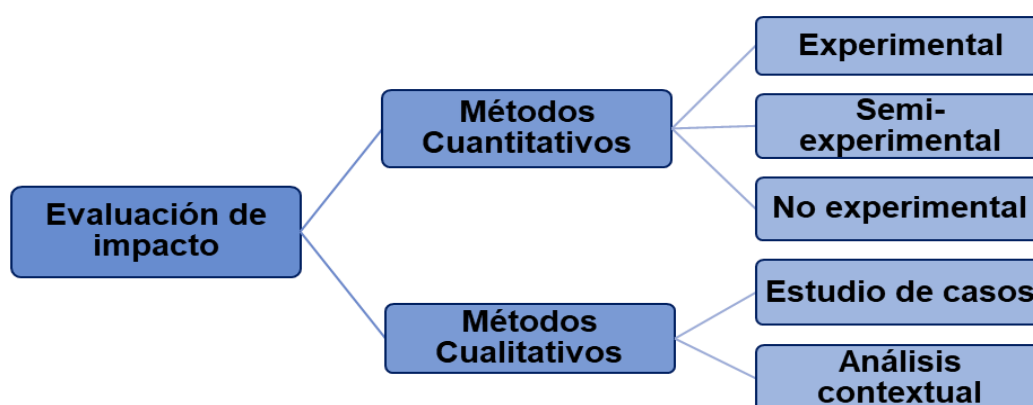 Evaluación de
impacto
Métodos
Cuantitativos
Experimental
Semi-
experimental
No experimental
Métodos
Cualitativos
Estudio de casos
Análisis
contextual